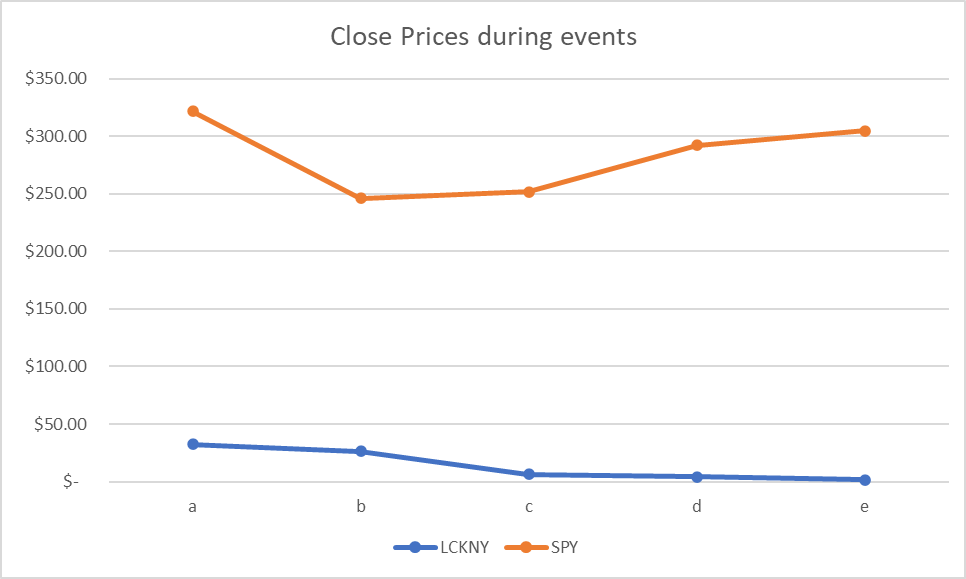 Close Prices during events
$350.00
$300.00
$250.00
$200.00
$150.00
$100.00
$50.00
$-
a b c d e
LCKNY SPY